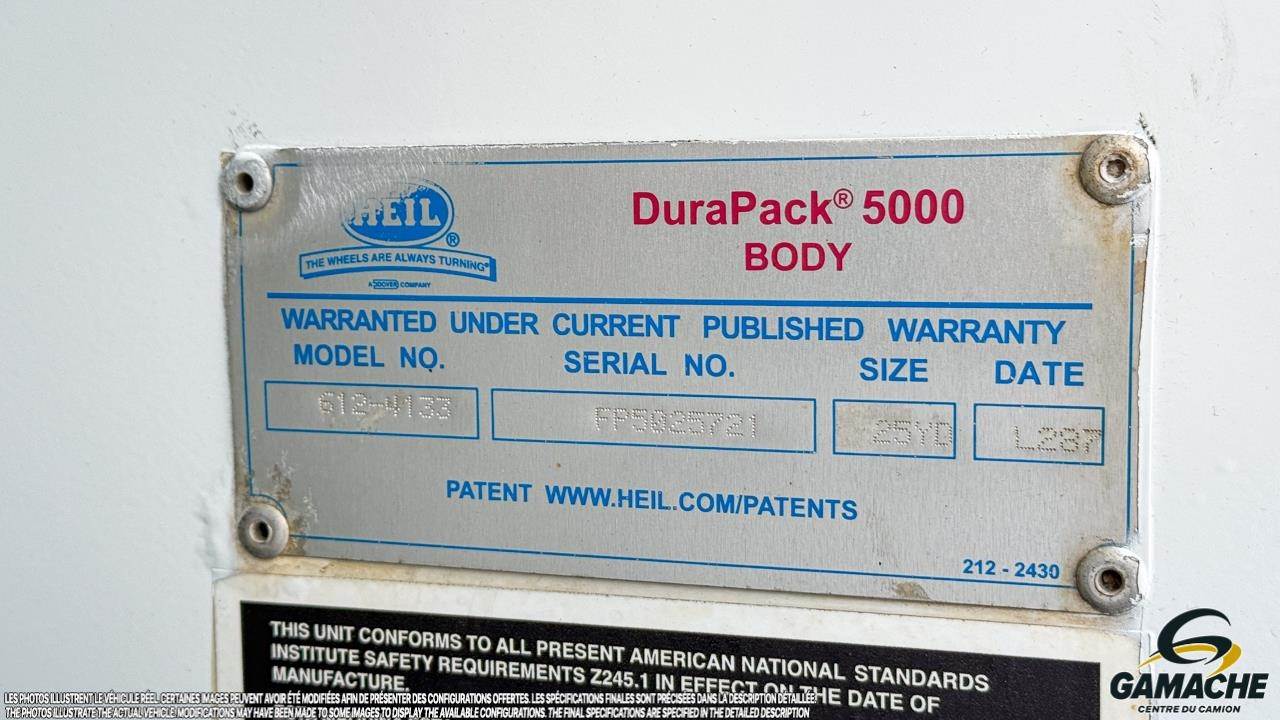 HEIL®
THE WHEELS ARE ALWAYS TURNING®
A DOVER COMPANY
DuraPack® 5000
BODY
WARRANTED UNDER CURRENT PUBLISHED WARRANTY
MODEL NO. SERIAL NO. SIZE DATE
612-4133 FP5025721 25YD L287
PATENT WWW.HEIL.COM/PATENTS
212 - 2430
THIS UNIT CONFORMS TO ALL PRESENT AMERICAN NATIONAL STANDARDS
INSTITUTE SAFETY REQUIREMENTS Z245.1 IN EFFECT ON THE DATE OF
MANUFACTURE.
LES PHOTOS ILLUSTRENT LE VÉHICULE RÉEL. CERTAINES IMAGES PEUVENT AVOIR ÉTÉ MODIFIÉES AFIN DE PRÉSENTER DES CONFIGURATIONS OFFERTES. LES SPÉCIFICATIONS FINALES SONT PRÉCISÉES DANS LA DESCRIPTION DÉTAILLÉE.
THE PHOTOS ILLUSTRATE THE ACTUAL VEHICLE. MODIFICATIONS MAY HAVE BEEN MADE TO SOME IMAGES TO DISPLAY THE AVAILABLE CONFIGURATIONS. THE FINAL SPECIFICATIONS ARE SPECIFIED IN THE DETAILED DESCRIPTION
GAMACHE
CENTRE DU CAMION